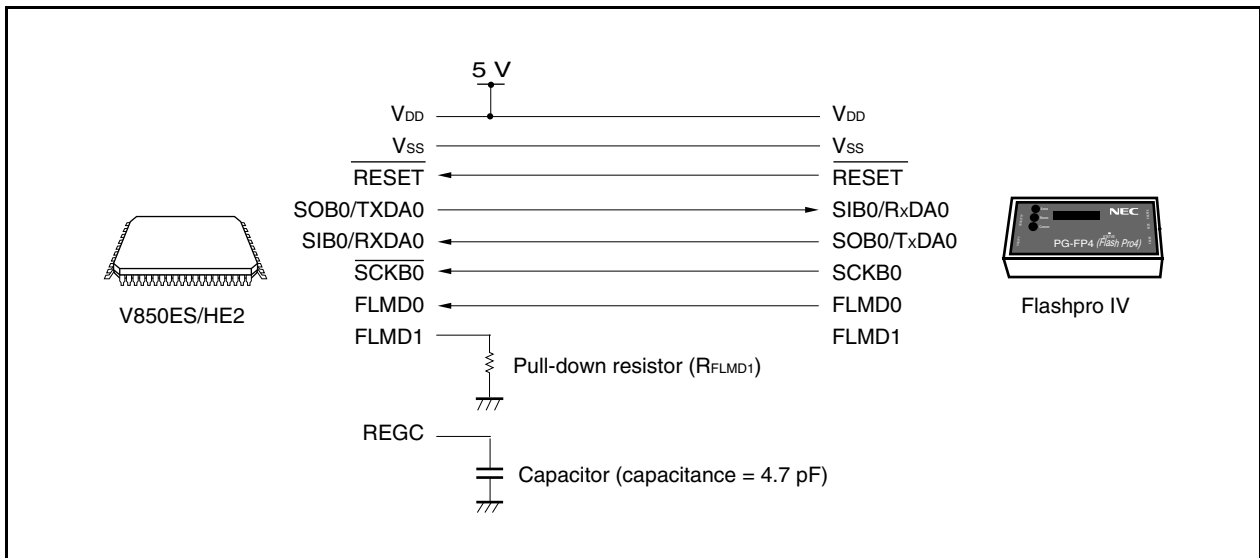 5 V
VDD VDD
VSS VSS
RESET RESET
SOB0/TXDA0 SIB0/RxDA0
SIB0/RXDA0 SOB0/TxDA0
SCKB0 SCKB0
FLMD0 FLMD0
FLMD1 FLMD1
V850ES/HE2
NEC
PG-FP4 (Flash Pro4)
Flashpro IV
Pull-down resistor (RFLMD1)
REGC
Capacitor (capacitance = 4.7 pF)